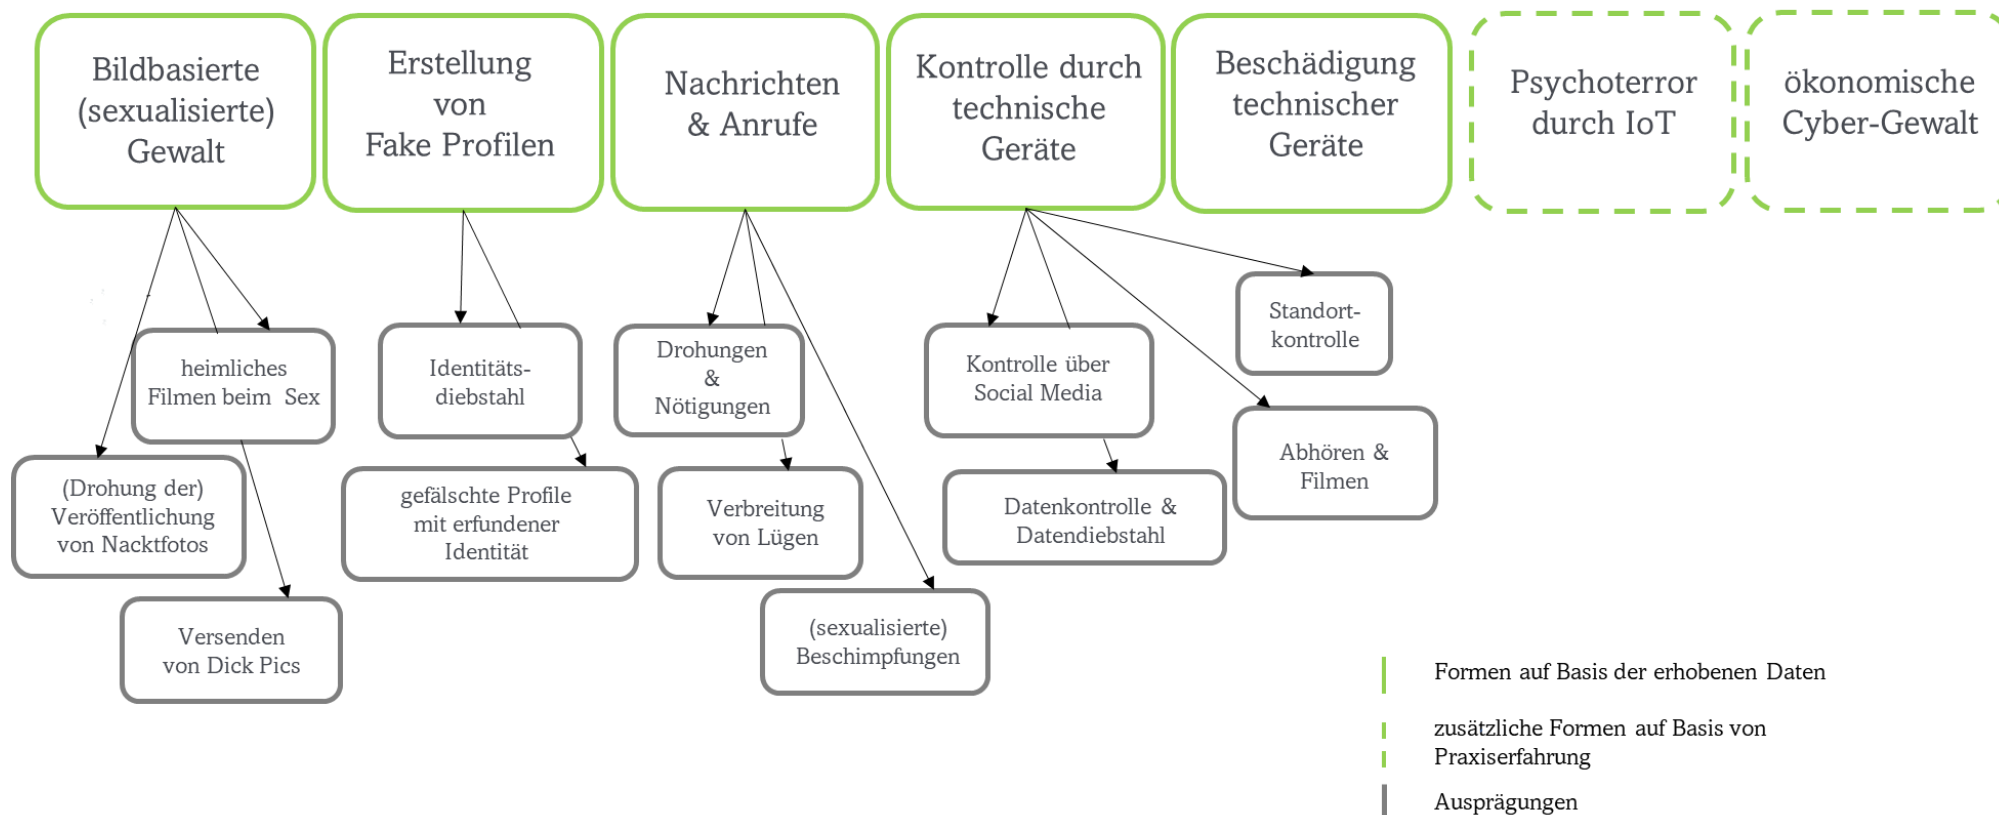 Bildbasierte
(sexualisierte)
Gewalt
Erstellung
von
Fake Profilen
Nachrichten
& Anrufe
Kontrolle durch
technische
Geräte
Beschädigung
technischer
Geräte
Psychoterror
durch IoT
ökonomische
Cyber-Gewalt
heimliches
Filmen beim Sex
(Drohung der)
Veröffentlichung
von Nacktfotos
Versenden
von Dick Pics
Identitäts-
diebstahl
gefälschte Profile
mit erfundener
Identität
Drohungen
&
Nötigungen
Verbreitung
von Lügen
(sexualisierte)
Beschimpfungen
Kontrolle über
Social Media
Datenkontrolle &
Datendiebstahl
Standort-
kontrolle
Abhören &
Filmen
Formen auf Basis der erhobenen Daten
zusätzliche Formen auf Basis von
Praxiserfahrung
Ausprägungen